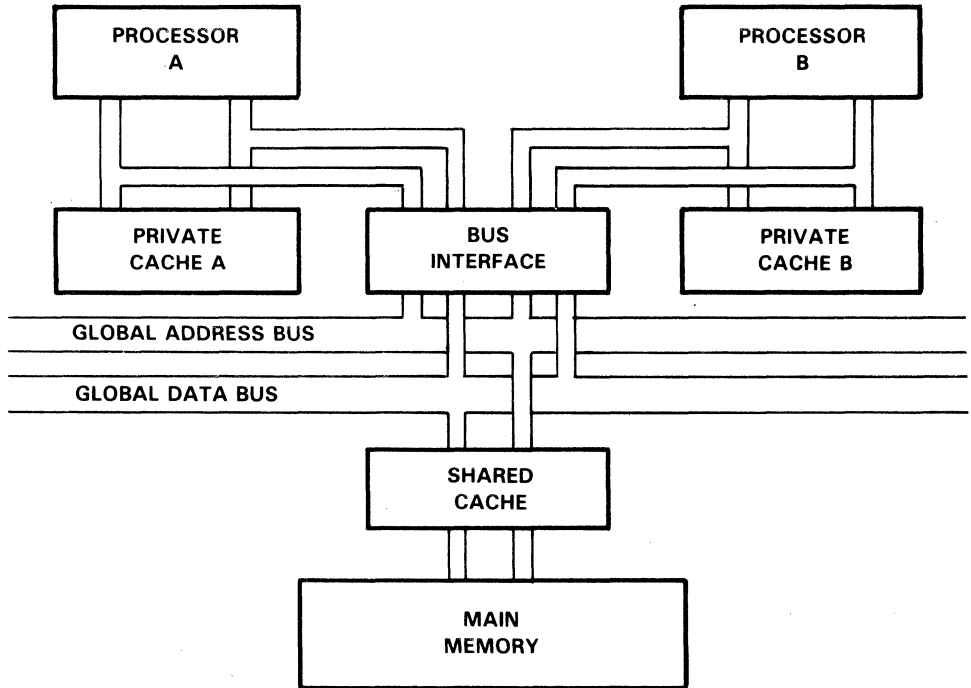 PROCESSOR
A
PROCESSOR
B
PRIVATE
CACHE A
BUS
INTERFACE
PRIVATE
CACHE B
GLOBAL ADDRESS BUS
GLOBAL DATA BUS
SHARED
CACHE
MAIN
MEMORY